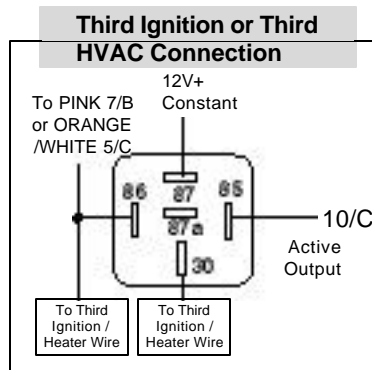 Third Ignition or Third
HVAC Connection
12V+
Constant
To PINK 7/B
or ORANGE
/WHITE 5/C
86
87
85
87a
30
10/C
Active
Output
To Third
Ignition /
Heater Wire
To Third
Ignition /
Heater Wire